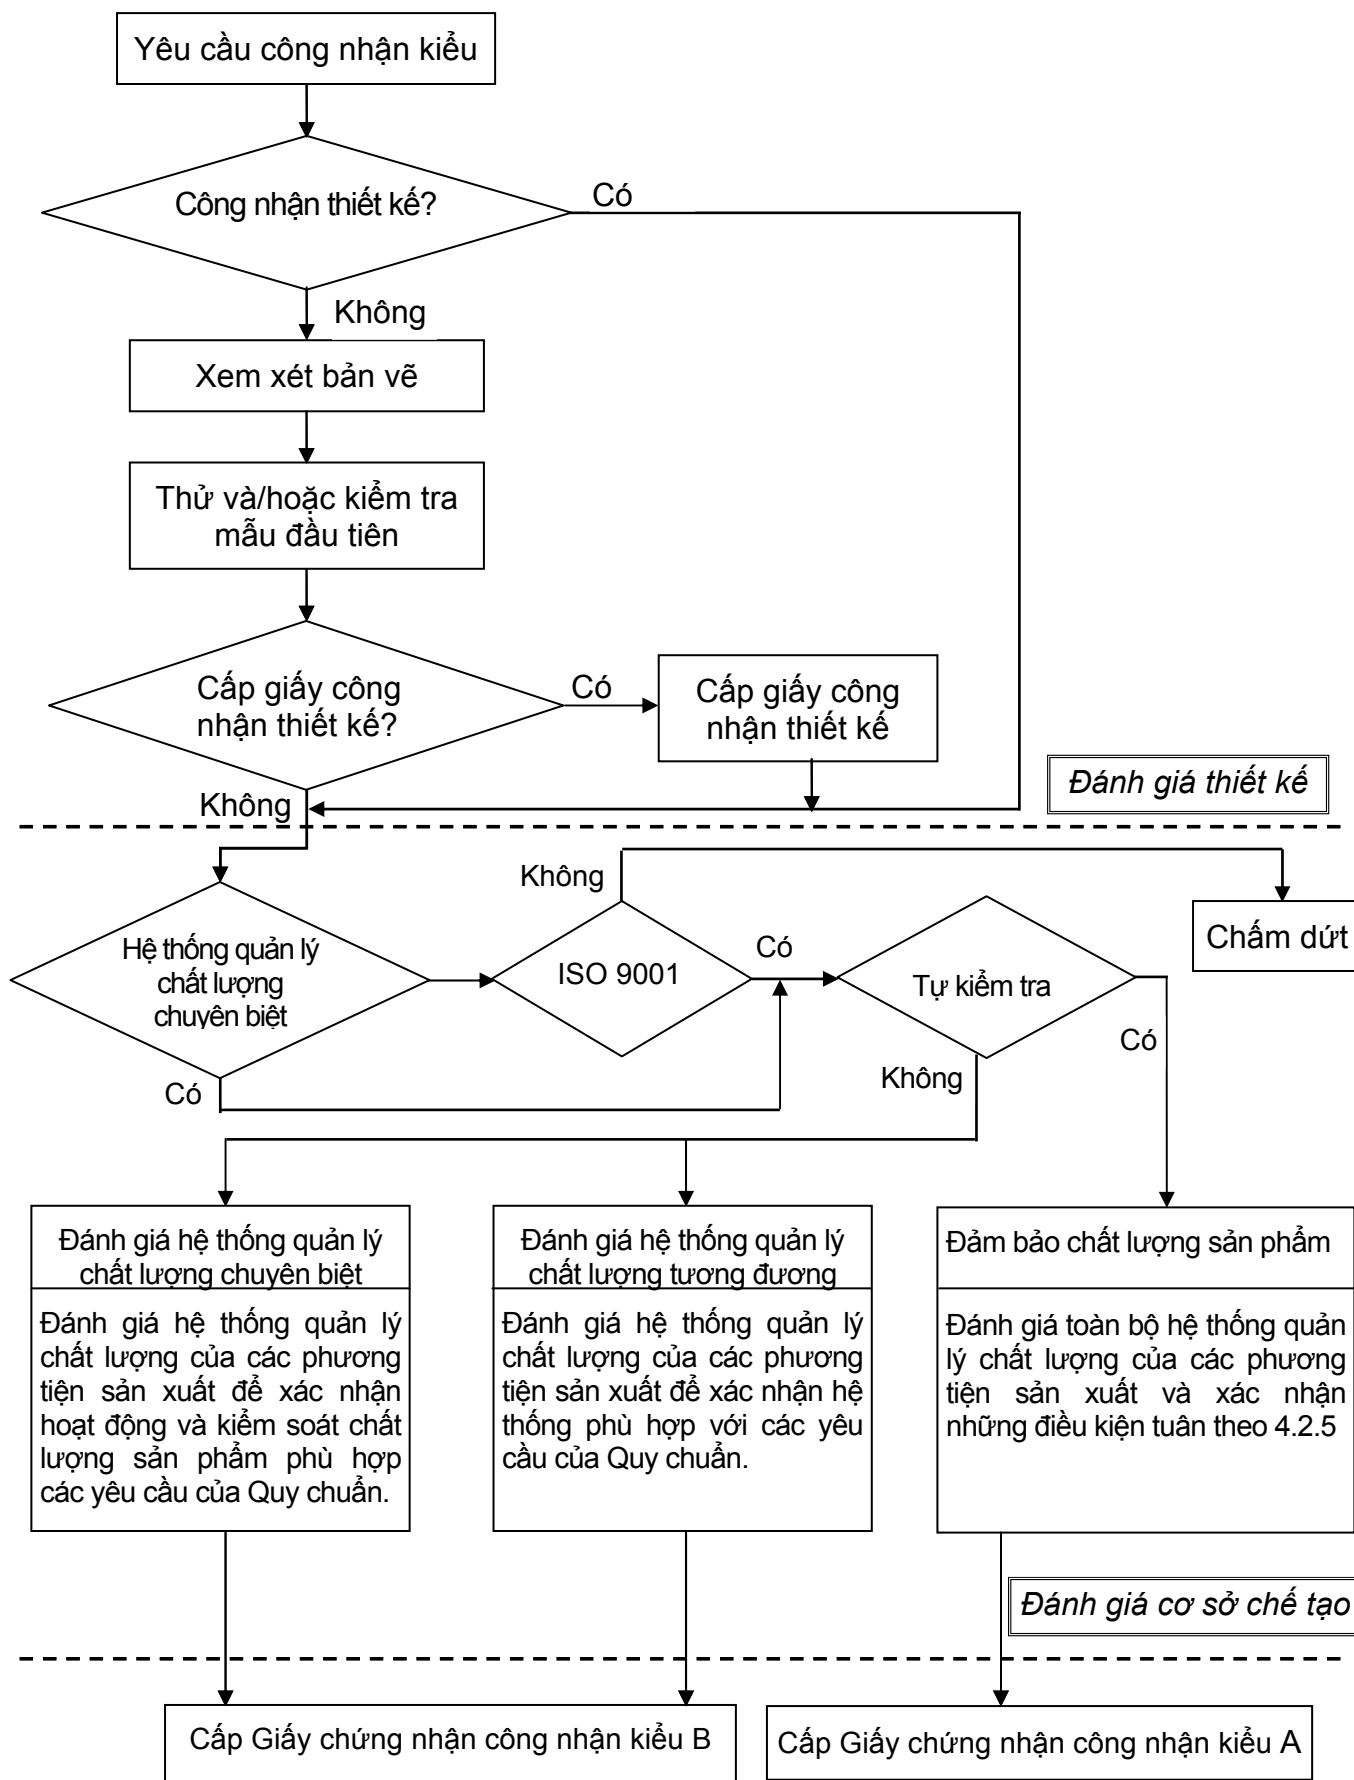 Yêu cầu công nhận kiểu
Công nhận thiết kế?
Có
Không
Xem xét bản vẽ
Thử và/hoặc kiểm tra
mẫu đầu tiên
Cấp giấy công
nhận thiết kế?
Có
Cấp giấy công
nhận thiết kế
Đánh giá thiết kế
Không
Không
Hệ thống quản lý
chất lượng
chuyên biệt
ISO 9001
Có
Tự kiểm tra
Chấm dứt
Có
Không
Có
Đánh giá hệ thống quản lý
chất lượng chuyên biệt
Đánh giá hệ thống quản lý
chất lượng của các phương
tiện sản xuất để xác nhận
hoạt động và kiểm soát chất
lượng sản phẩm phù hợp
các yêu cầu của Quy chuẩn.
Đánh giá hệ thống quản lý
chất lượng tương đương
Đánh giá hệ thống quản lý
chất lượng của các phương
tiện sản xuất để xác nhận hệ
thống phù hợp với các yêu
cầu của Quy chuẩn.
Đảm bảo chất lượng sản phẩm
Đánh giá toàn bộ hệ thống quản
lý chất lượng của các phương
tiện sản xuất và xác nhận
những điều kiện tuân theo 4.2.5
Đánh giá cơ sở chế tạo
Cấp Giấy chứng nhận công nhận kiểu B
Cấp Giấy chứng nhận công nhận kiểu A